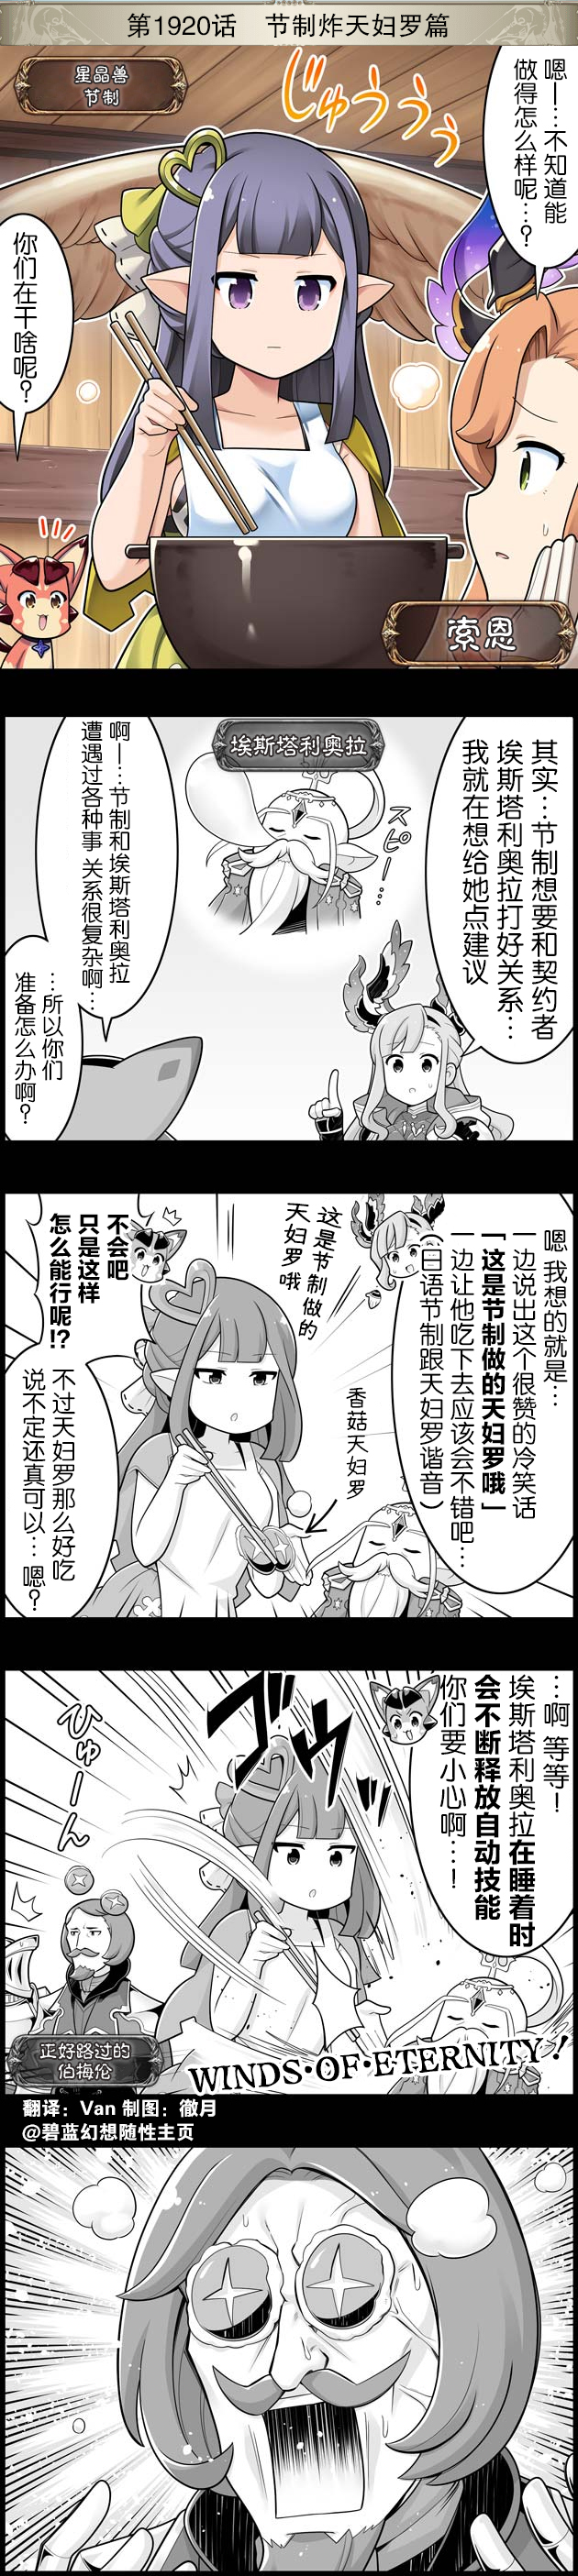 第1920话　节制炸天妇罗篇
嗯—…不知道能
做得怎么样呢…?
じゅううぅ
星晶兽
节制
你们在干啥呢?
索恩
其实…节制想要和契约者
埃斯塔利奥拉打好关系…
我就在想给她点建议
埃斯塔利奥拉
スピー…
啊—…节制和埃斯塔利奥拉
遭遇过各种事 关系很复杂啊…
…所以你们
准备怎么办啊?
嗯 我想的就是…
一边说出这个很赞的冷笑话
「这是节制做的天妇罗哦」
一边让他吃下去应该会不错吧…
(日语节制跟天妇罗谐音)
这是节制做的
天妇罗哦
香菇天妇罗
不会吧
只是这样
怎么能行呢!?
不过天妇罗那么好吃
说不定还真可以… 嗯?
…啊 等等!
埃斯塔利奥拉在睡着时
会不断释放自动技能
你们要小心啊…!
ブワッ
ひゅーん
正好路过的
伯梅伦
WINDS·OF·ETERNITY!
翻译：Van 制图：徹月
@碧蓝幻想随性主页